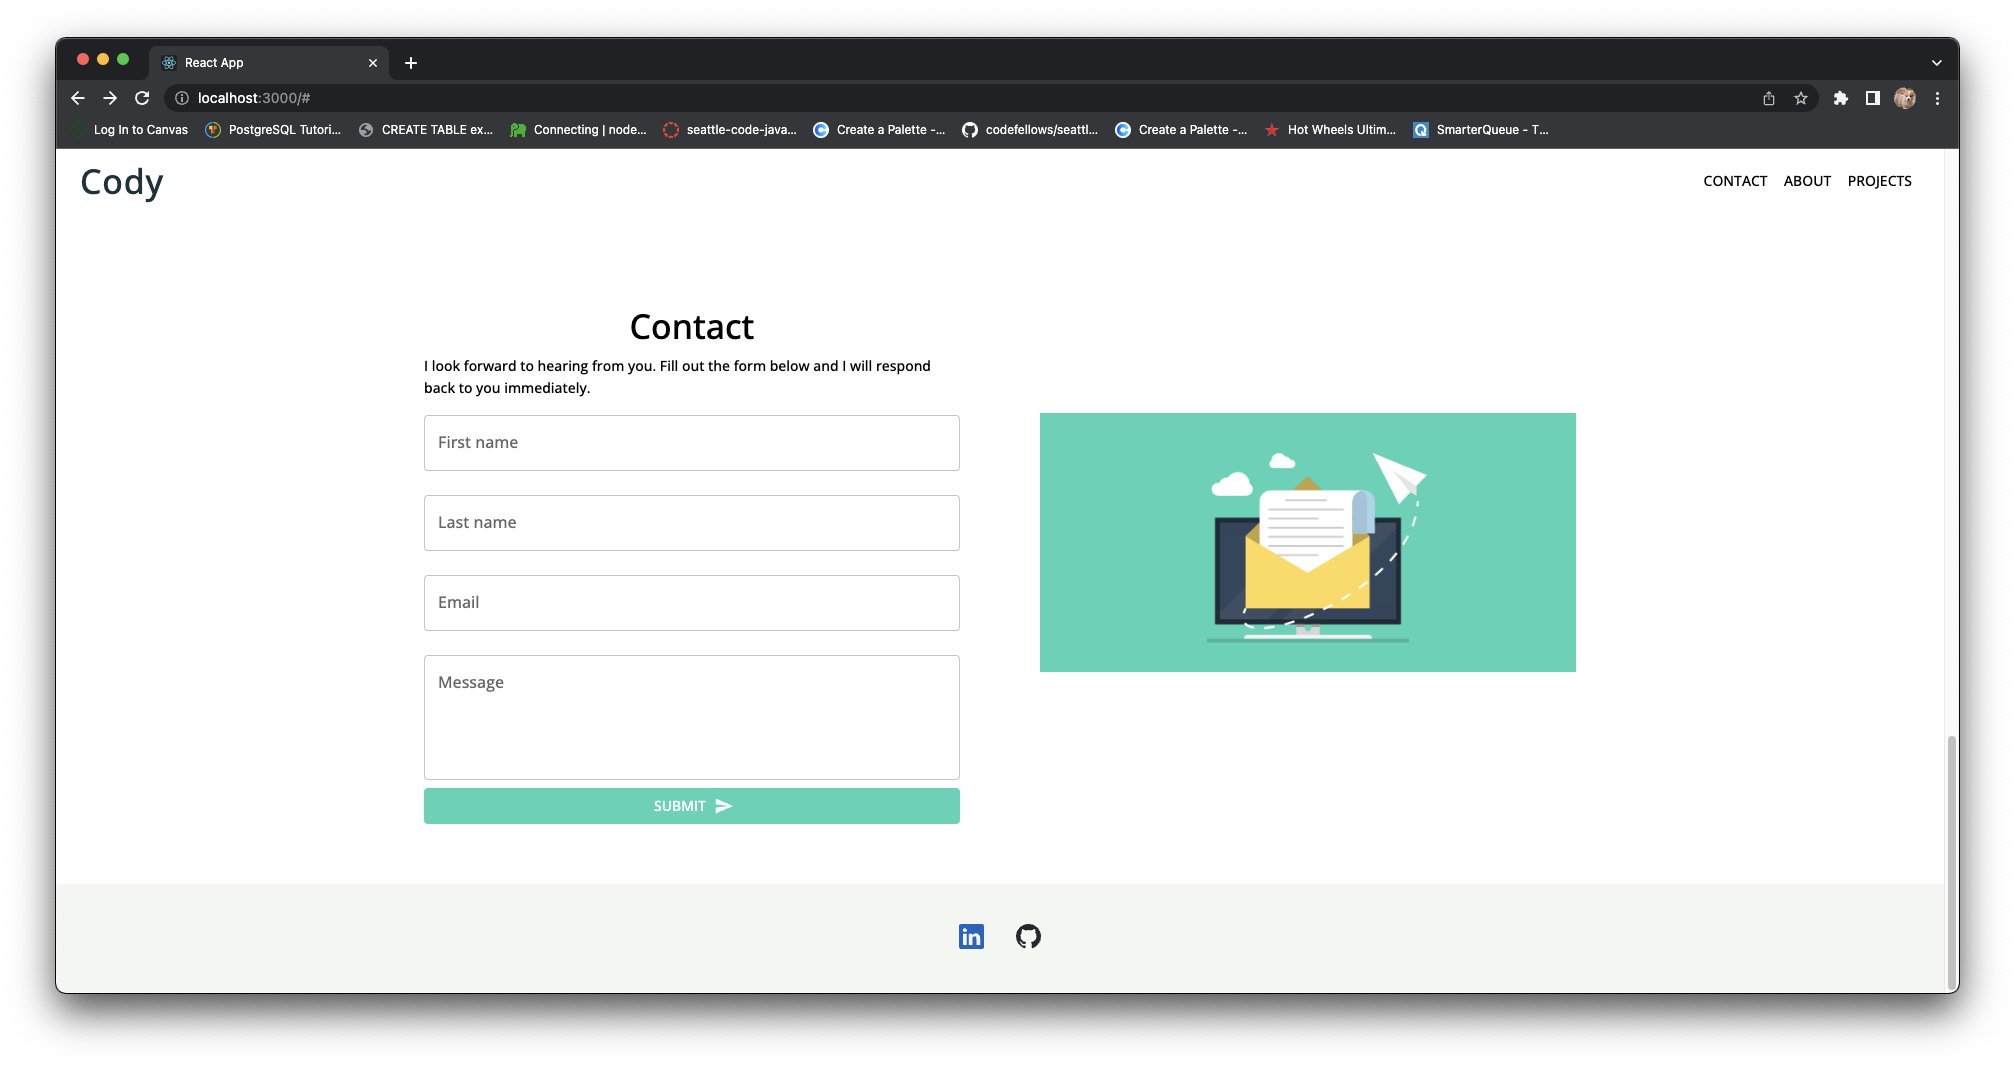 React App
localhost:3000/#
Log In to Canvas
PostgreSQL Tutori...
CREATE TABLE ex...
Connecting | node...
seattle-code-java...
Create a Palette -...
codefellows/seattl...
Create a Palette -...
Hot Wheels Ultim...
SmarterQueue - T...
Cody
CONTACT
ABOUT
PROJECTS
Contact
I look forward to hearing from you. Fill out the form below and I will respond
back to you immediately.
First name
Last name
Email
Message
SUBMIT
in